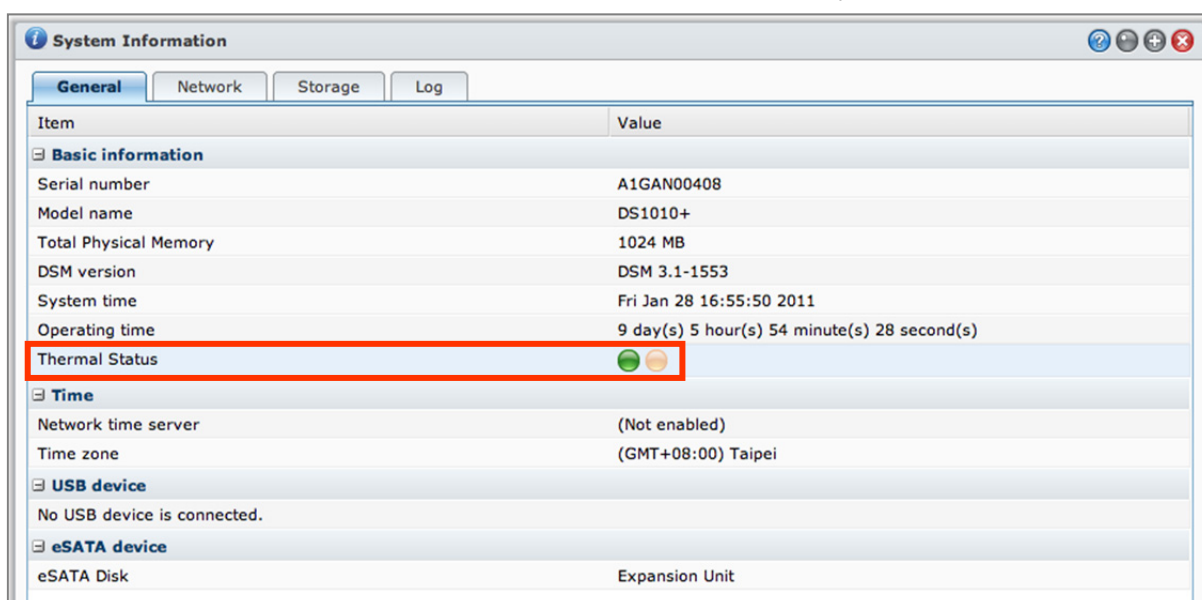 System Information
General Network Storage Log
Item Value
Basic information
Serial number A1GAN00408
Model name DS1010+
Total Physical Memory 1024 MB
DSM version DSM 3.1-1553
System time Fri Jan 28 16:55:50 2011
Operating time 9 day(s) 5 hour(s) 54 minute(s) 28 second(s)
Thermal Status
Time
Network time server (Not enabled)
Time zone (GMT+08:00) Taipei
USB device
No USB device is connected.
eSATA device
eSATA Disk Expansion Unit